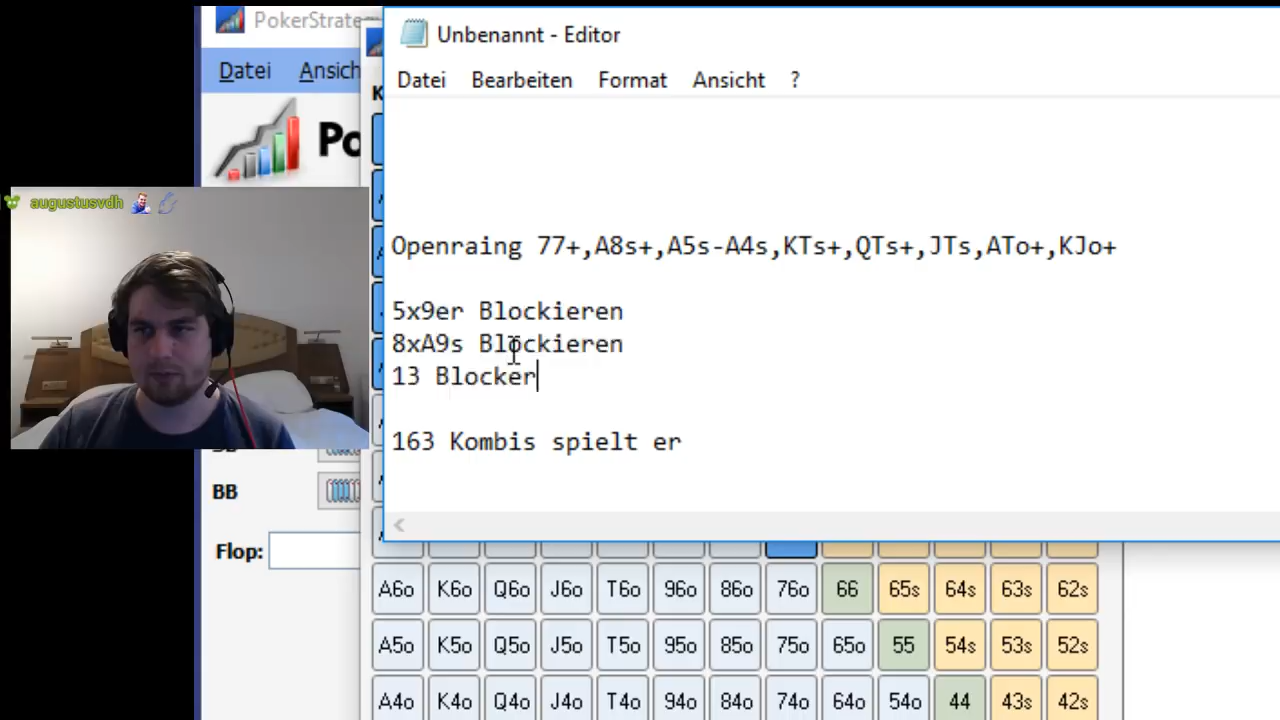 PokerStrate
Unbenannt - Editor
Datei Ansich
Datei Bearbeiten Format Ansicht ?
K
Po
augustusvdh
Openraing 77+,A8s+,A5s-A4s,KTs+,QTs+,JTs,ATo+,KJo+
5x9er Blockieren
8xA9s Blockieren
13 Blocker
163 Kombis spielt er
BB
Flop:
A6o K6o Q6o J6o T6o 96o 86o 76o 66 65s 64s 63s 62s
A5o K5o Q5o J5o T5o 95o 85o 75o 65o 55 54s 53s 52s
A4o K4o Q4o J4o T4o 94o 84o 74o 64o 54o 44 43s 42s